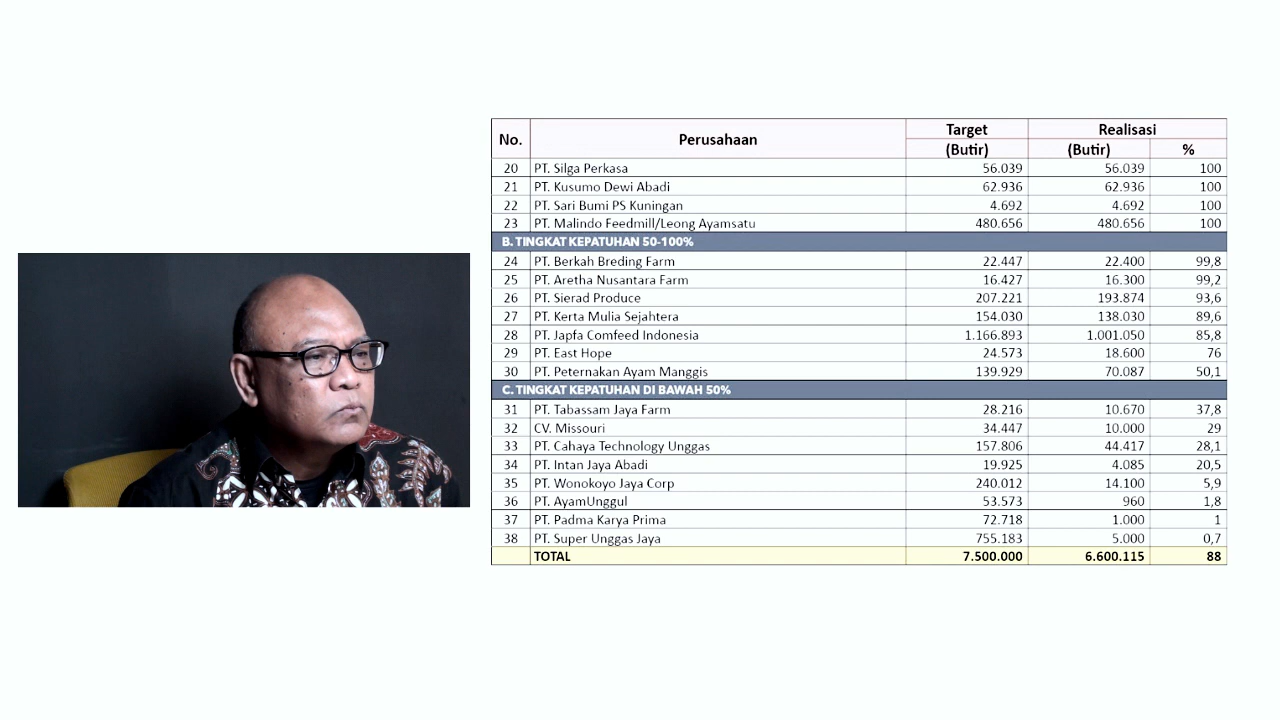 No. Perusahaan Target Realisasi
(Butir) (Butir) %
20 PT. Silga Perkasa 56.039 56.039 100
21 PT. Kusumo Dewi Abadi 62.936 62.936 100
22 PT. Sari Bumi PS Kuningan 4.692 4.692 100
23 PT. Malindo Feedmill/Leong Ayamsatu 480.656 480.656 100
B. TINGKAT KEPATUHAN 50-100%
24 PT. Berkah Breding Farm 22.447 22.400 99,8
25 PT. Aretha Nusantara Farm 16.427 16.300 99,2
26 PT. Sierad Produce 207.221 193.874 93,6
27 PT. Kerta Mulia Sejahtera 154.030 138.030 89,6
28 PT. Japfa Comfeed Indonesia 1.166.893 1.001.050 85,8
29 PT. East Hope 24.573 18.600 76
30 PT. Peternakan Ayam Manggis 139.929 70.087 50,1
C. TINGKAT KEPATUHAN DI BAWAH 50%
31 PT. Tabassam Jaya Farm 28.216 10.670 37,8
32 CV. Missouri 34.447 10.000 29
33 PT. Cahaya Technology Unggas 157.806 44.417 28,1
34 PT. Intan Jaya Abadi 19.925 4.085 20,5
35 PT. Wonokoyo Jaya Corp 240.012 14.100 5,9
36 PT. AyamUnggul 53.573 960 1,8
37 PT. Padma Karya Prima 72.718 1.000 1
38 PT. Super Unggas Jaya 755.183 5.000 0,7
TOTAL 7.500.000 6.600.115 88